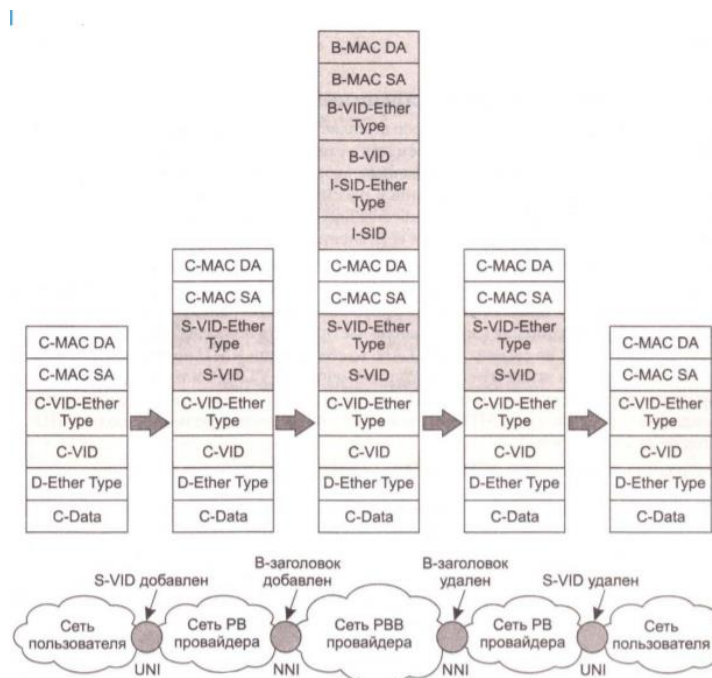 C-MAC DA
C-MAC SA
C-VID-Ether
Type
C-VID
D-Ether Type
C-Data
C-MAC DA
C-MAC SA
S-VID-Ether
Type
S-VID
C-VID-Ether
Type
C-VID
D-Ether Type
C-Data
B-MAC DA
B-MAC SA
B-VID-Ether
Type
B-VID
I-SID-Ether
Type
I-SID
C-MAC DA
C-MAC SA
S-VID-Ether
Type
S-VID
C-VID-Ether
Type
C-VID
D-Ether Type
C-Data
C-MAC DA
C-MAC SA
S-VID-Ether
Type
S-VID
C-VID-Ether
Type
C-VID
D-Ether Type
C-Data
C-MAC DA
C-MAC SA
C-VID-Ether
Type
C-VID
D-Ether Type
C-Data
S-VID добавлен
B-заголовок
добавлен
B-заголовок
удален
S-VID удален
Сеть
пользователя
UNI
Сеть PB
провайдера
NNI
Сеть PBB
провайдера
NNI
Сеть PB
провайдера
UNI
Сеть
пользователя